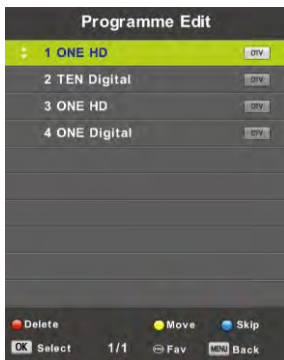 Programme Edit
1 ONE HD DTV
2 TEN Digital DTV
3 ONE HD DTV
4 ONE Digital DTV
Delete Move Skip
OK Select 1/1 Fav MENU Back